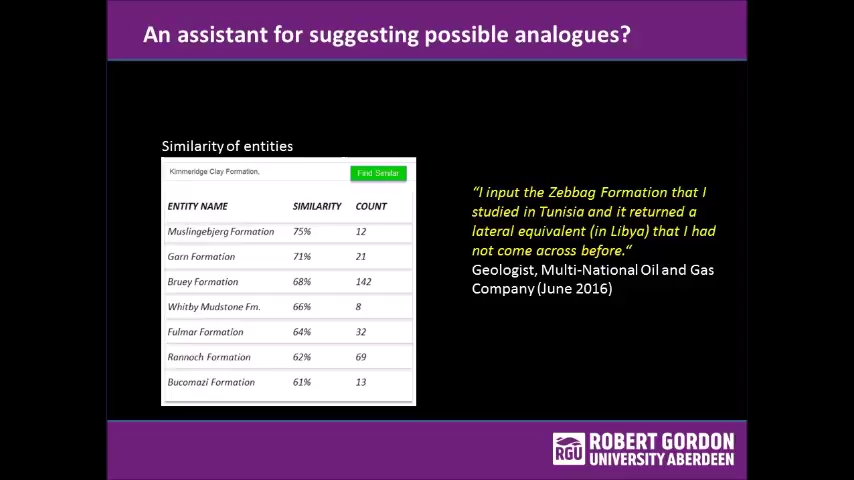 An assistant for suggesting possible analogues?
Similarity of entities
Kimmeridge Clay Formation,
Find Similar
ENTITY NAME SIMILARITY COUNT
Muslingebjerg Formation 75% 12
Garn Formation 71% 21
Bruey Formation 68% 142
Whitby Mudstone Fm. 66% 8
Fulmar Formation 64% 32
Rannoch Formation 62% 69
Bucomazi Formation 61% 13
“I input the Zebbag Formation that I
studied in Tunisia and it returned a
lateral equivalent (in Libya) that I had
not come across before.“
Geologist, Multi-National Oil and Gas
Company (June 2016)
RGU
ROBERT GORDON
UNIVERSITY ABERDEEN